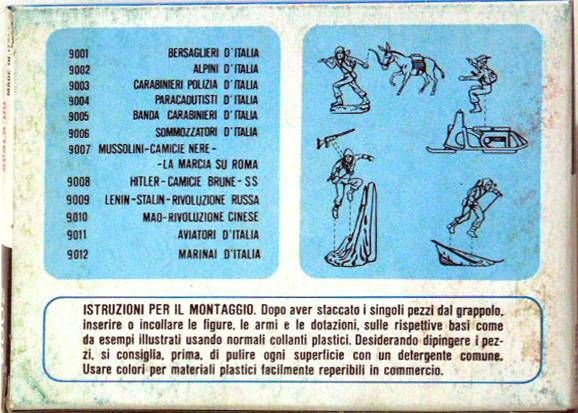 SCALA HO MADE IN
9001 BERSAGLIERI D'ITALIA
9002 ALPINI D'ITALIA
9003 CARABINIERI POLIZIA D'ITALIA
9004 PARACADUTISTI D'ITALIA
9005 BANDA CARABINIERI D'ITALIA
9006 SOMMOZZATORI D'ITALIA
9007 MUSSOLINI-CAMICIE NERE-
-LA MARCIA SU ROMA
9008 HITLER-CAMICIE BRUNE-SS
9009 LENIN-STALIN-RIVOLUZIONE RUSSA
9010 MAO-RIVOLUZIONE CINESE
9011 AVIATORI D'ITALIA
9012 MARINAI D'ITALIA
ISTRUZIONI PER IL MONTAGGIO. Dopo aver staccato i singoli pezzi dal grappolo,
inserire o incollare le figure, le armi e le dotazioni, sulle rispettive basi come
da esempi illustrati usando normali collanti plastici. Desiderando dipingere i pez-
zi, si consiglia, prima, di pulire ogni superficie con un detergente comune.
Usare colori per materiali plastici facilmente reperibili in commercio.